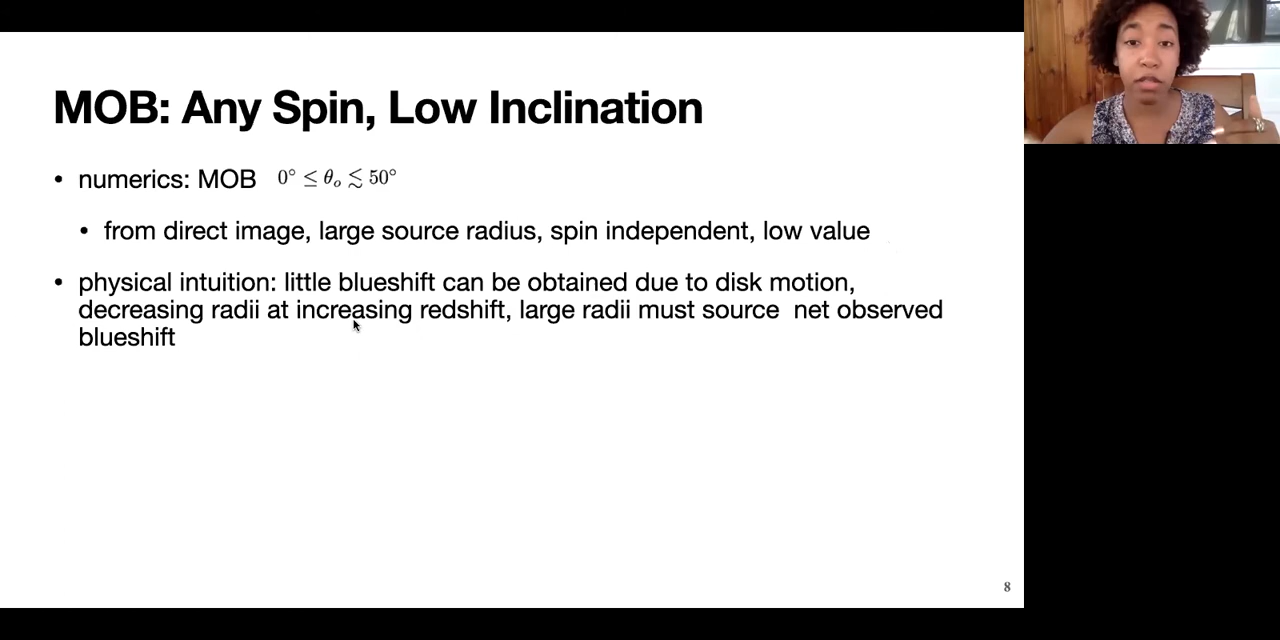 MOB: Any Spin, Low Inclination
• numerics: MOB 0° ≤ θₒ ≲ 50°
• from direct image, large source radius, spin independent, low value
• physical intuition: little blueshift can be obtained due to disk motion,
decreasing radii at increasing redshift, large radii must source  net observed
blueshift
8